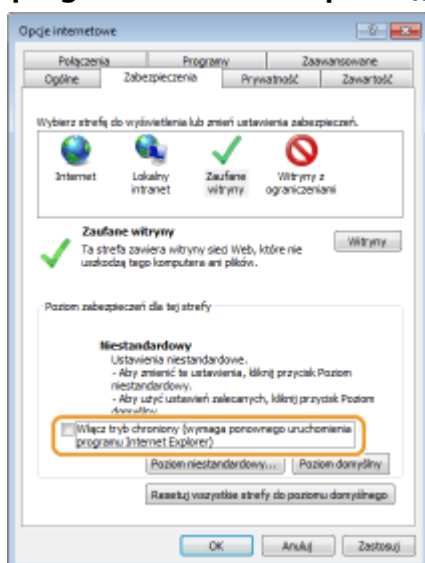 Opcje internetowe
Połączenia Programy Zaawansowane
Ogólne Zabezpieczenia Prywatność Zawartość
Wybierz strefę do wyświetlenia lub zmień ustawienia zabezpieczeń.
Internet Lokalny intranet Zaufane witryny Witryny z ograniczeniami
Zaufane witryny
Ta strefa zawiera witryny sieci Web, które nie
uszkodzą tego komputera ani plików.
Witryny
Poziom zabezpieczeń dla tej strefy
Niestandardowy
Ustawienia niestandardowe.
- Aby zmienić te ustawienia, kliknij przycisk Poziom
niestandardowy.
- Aby użyć ustawień zalecanych, kliknij przycisk Poziom
domyślny.
Włącz tryb chroniony (wymaga ponownego uruchomienia
programu Internet Explorer)
Poziom niestandardowy... Poziom domyślny
Resetuj wszystkie strefy do poziomu domyślnego
OK Anuluj Zastosuj